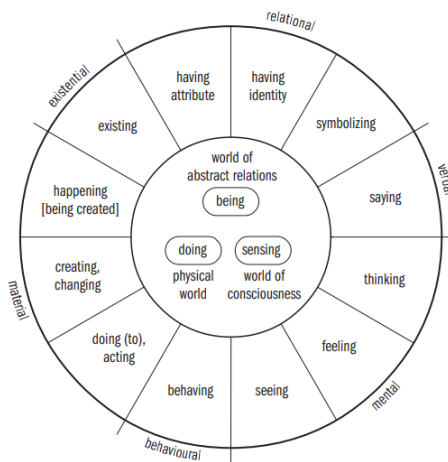 relational
existential
verbal
material
behavioural
mental
having
attribute
having
identity
existing
symbolizing
happening
[being created]
saying
creating,
changing
thinking
doing (to),
acting
feeling
behaving
seeing
world of
abstract relations
being
doing
sensing
physical
world
world of
consciousness